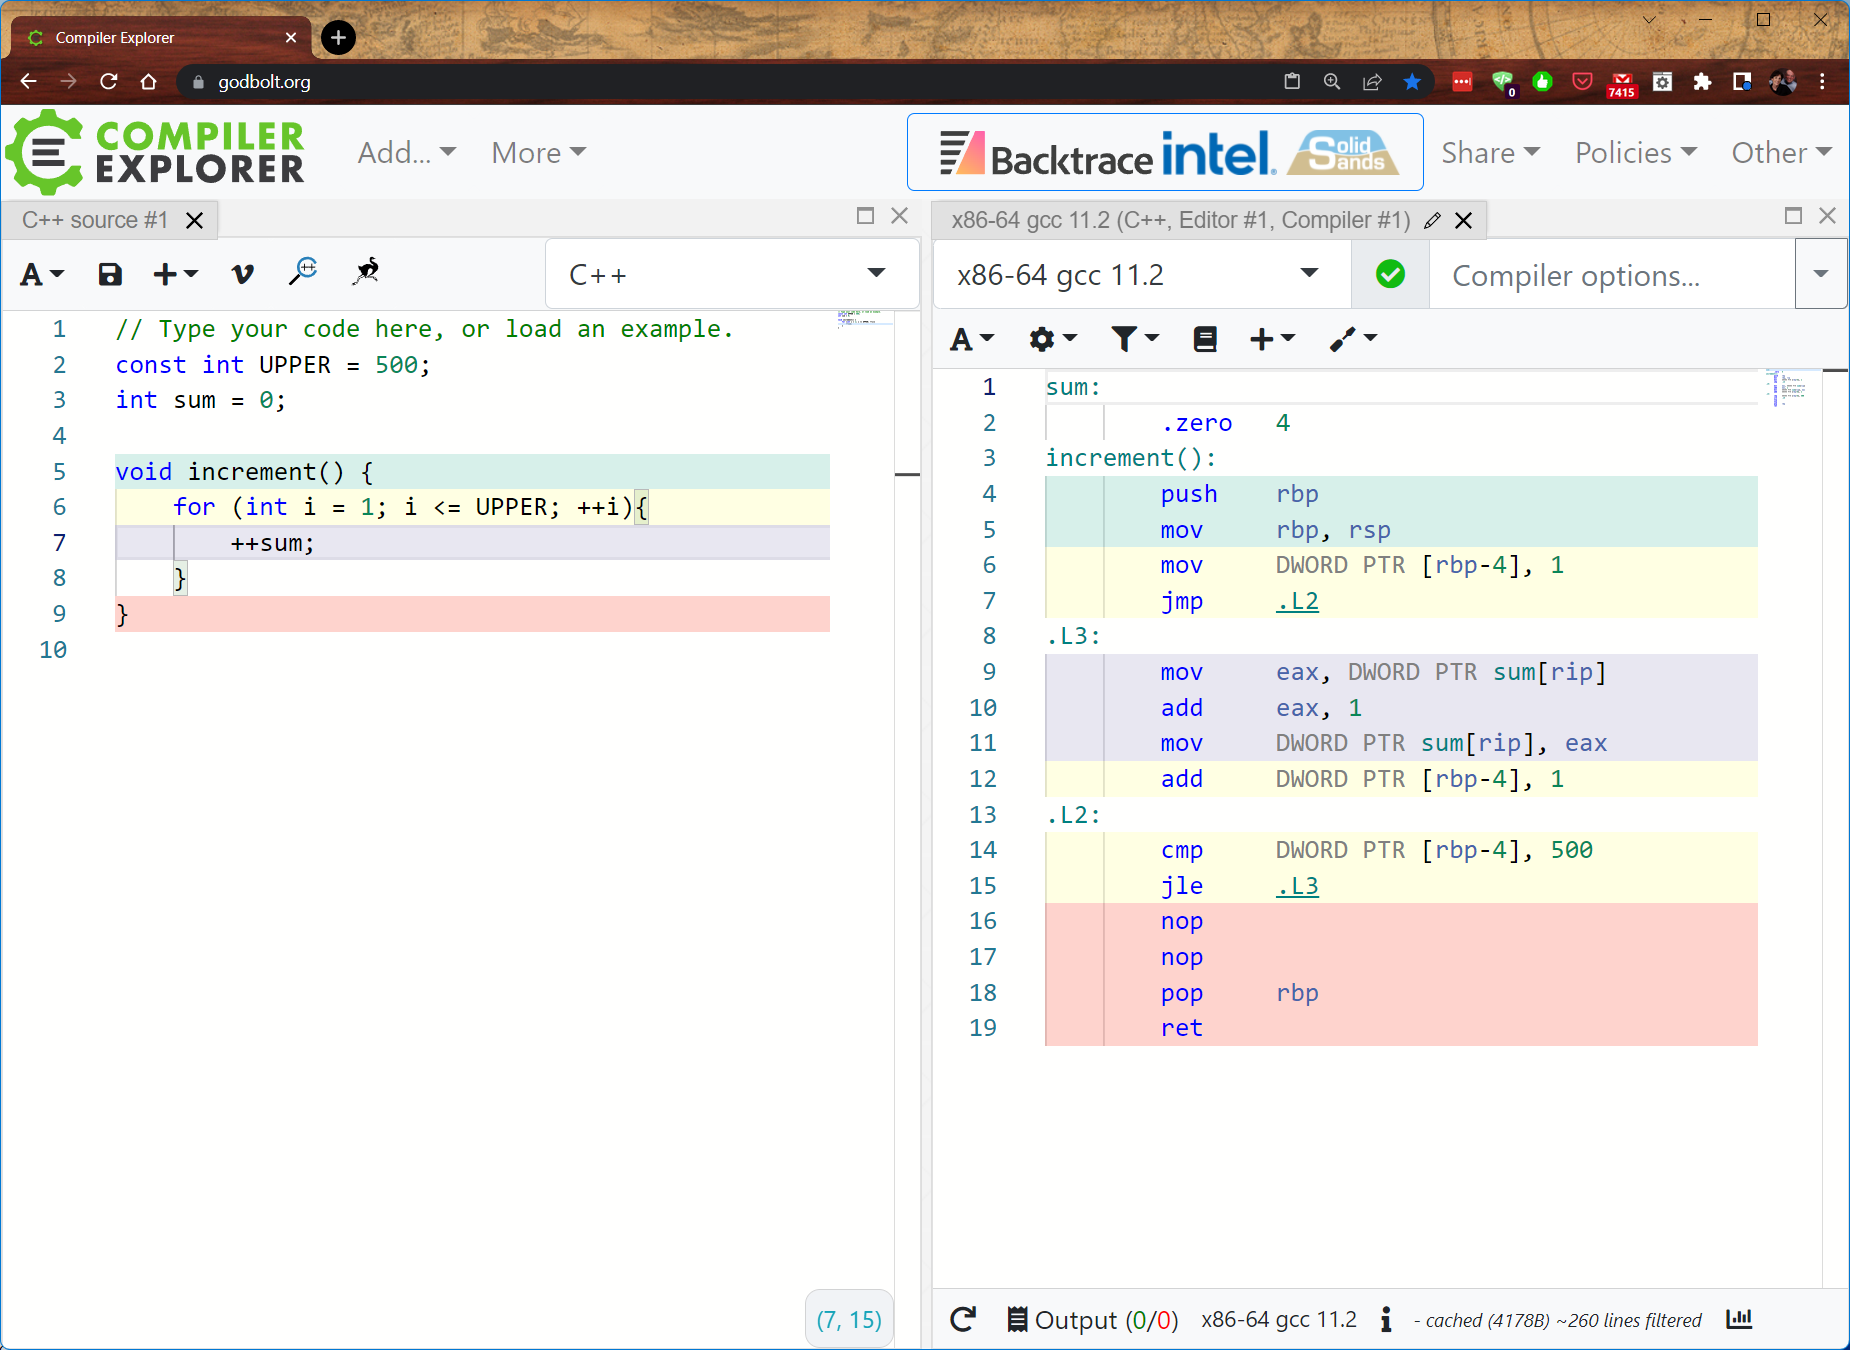 Compiler Explorer
godbolt.org
0
7415
COMPILER
EXPLORER
Add...
More
Backtrace
intel.
Solid
Sands
Share
Policies
Other
C++ source #1
A
C++
1 // Type your code here, or load an example.
2 const int UPPER = 500;
3 int sum = 0;
4
5 void increment() {
6 for (int i = 1; i <= UPPER; ++i){
7 ++sum;
8 }
9 }
10
(7, 15)
x86-64 gcc 11.2 (C++, Editor #1, Compiler #1)
x86-64 gcc 11.2
Compiler options...
A
1 sum:
2 .zero 4
3 increment():
4 push rbp
5 mov rbp, rsp
6 mov DWORD PTR [rbp-4], 1
7 jmp .L2
8 .L3:
9 mov eax, DWORD PTR sum[rip]
10 add eax, 1
11 mov DWORD PTR sum[rip], eax
12 add DWORD PTR [rbp-4], 1
13 .L2:
14 cmp DWORD PTR [rbp-4], 500
15 jle .L3
16 nop
17 nop
18 pop rbp
19 ret
Output (0/0) x86-64 gcc 11.2 - cached (4178B) ~260 lines filtered